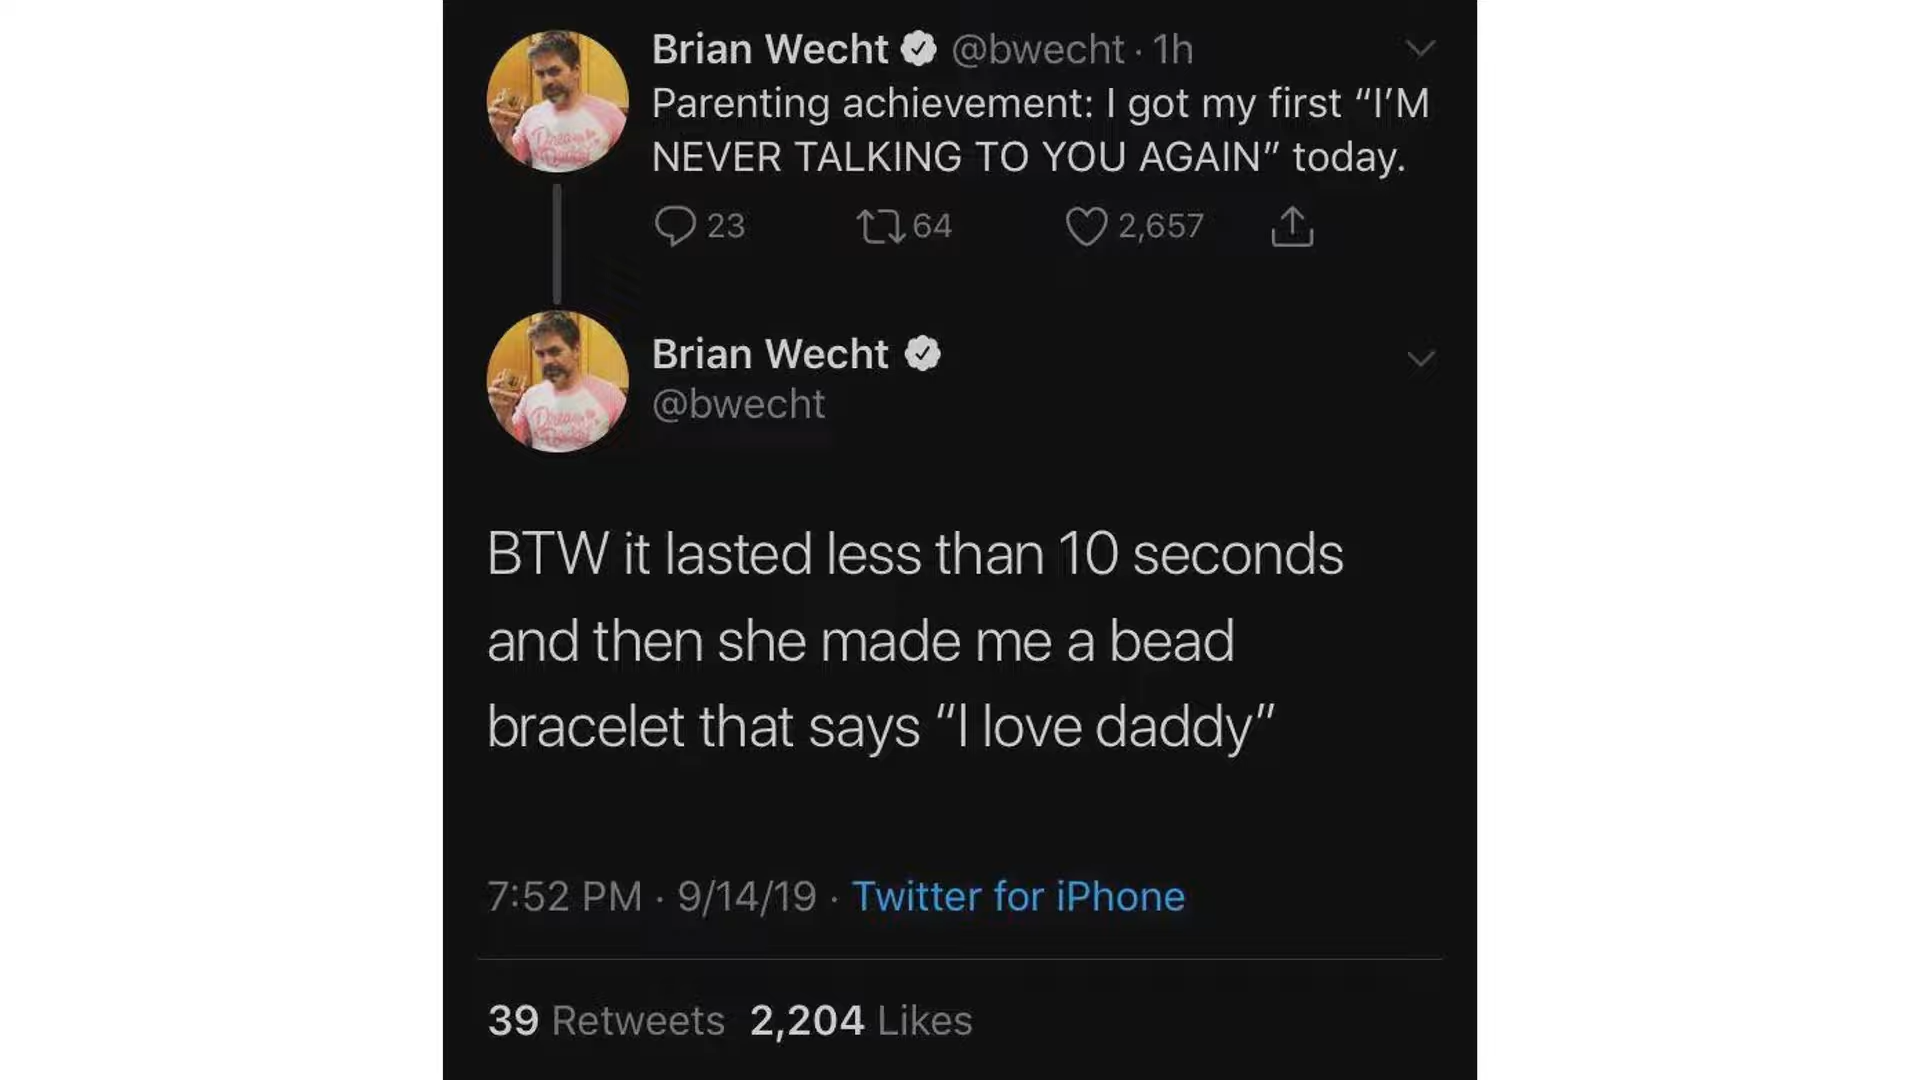 Brian Wecht @bwecht · 1h
Parenting achievement: I got my first “I’M
NEVER TALKING TO YOU AGAIN” today.
23 64 2,657
Brian Wecht
@bwecht
BTW it lasted less than 10 seconds
and then she made me a bead
bracelet that says “I love daddy”
7:52 PM · 9/14/19 · Twitter for iPhone
39 Retweets 2,204 Likes